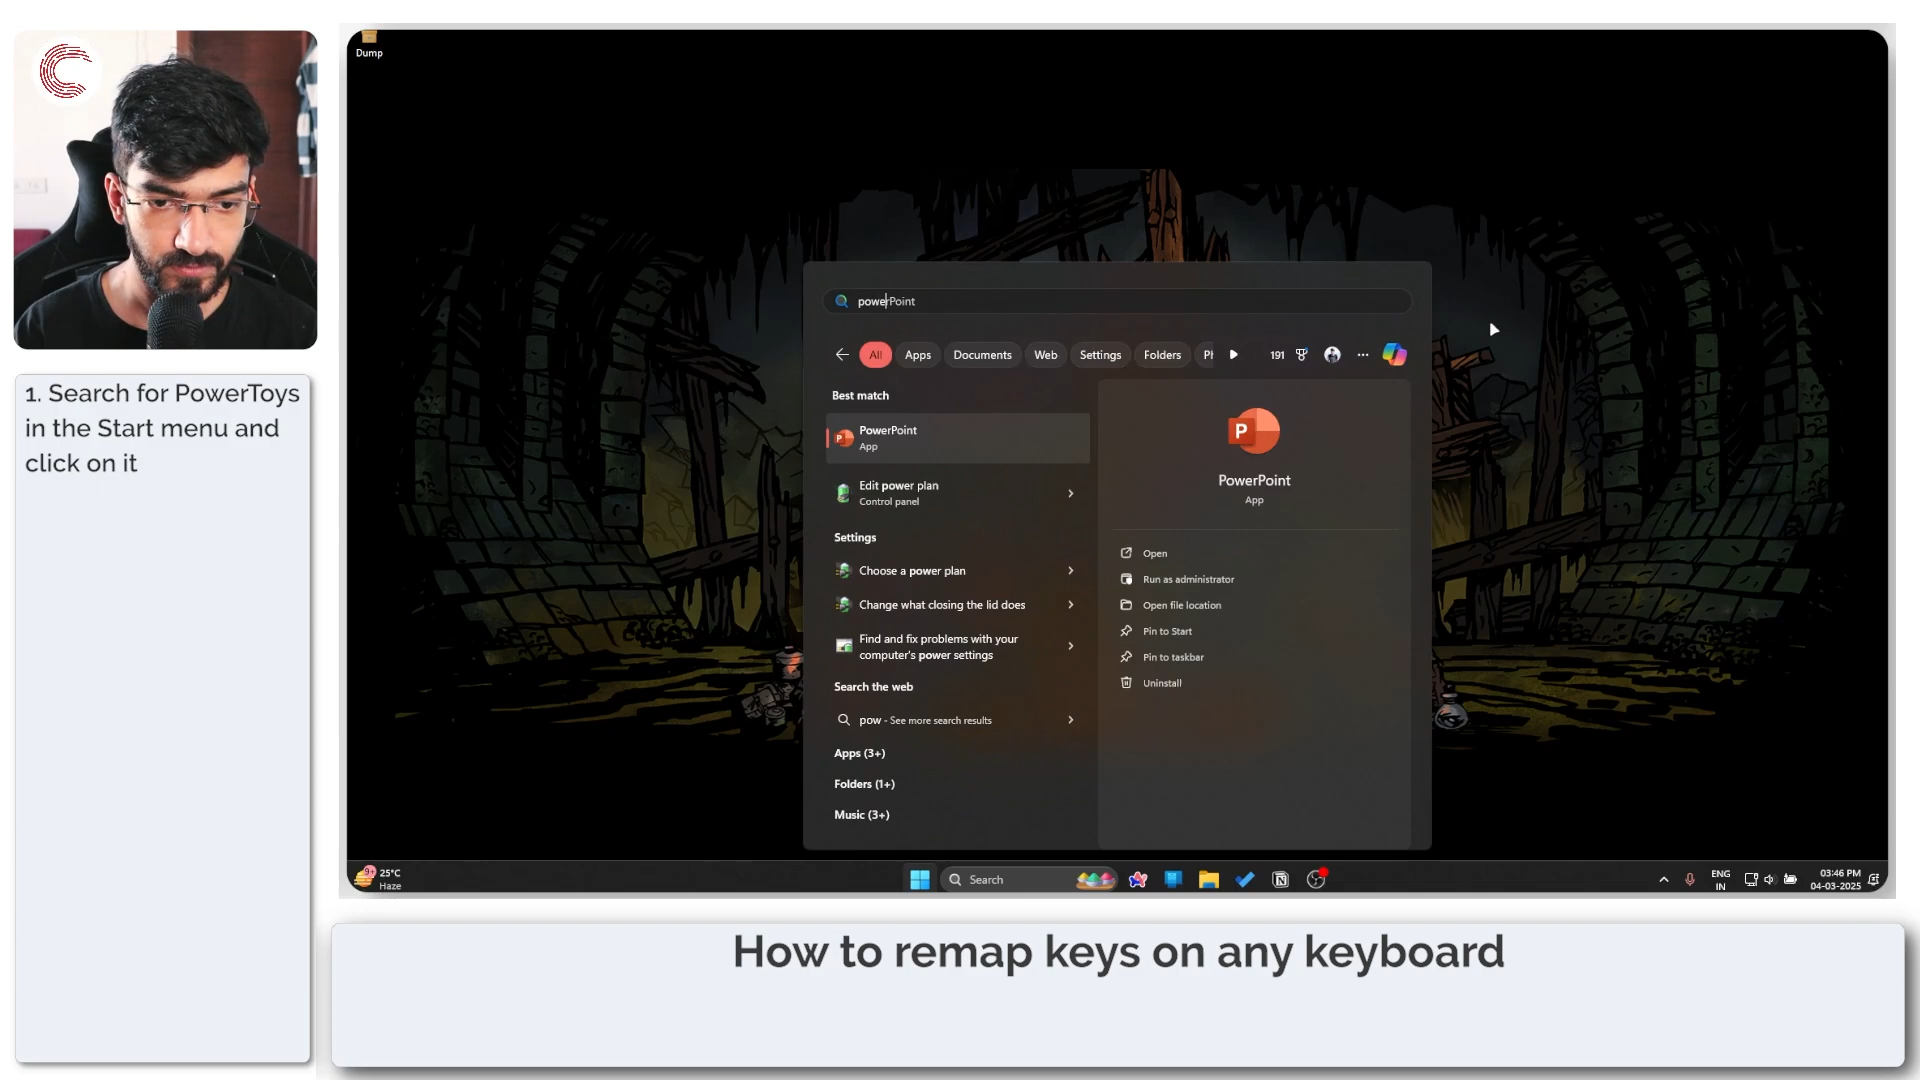 1. Search for PowerToys
in the Start menu and
click on it
Dump
powerPoint
All Apps Documents Web Settings Folders 191
Best match
PowerPoint
App
Edit power plan
Control panel
Settings
Choose a power plan
Change what closing the lid does
Find and fix problems with your
computer's power settings
Search the web
pow - See more search results
Apps (3+)
Folders (1+)
Music (3+)
P
PowerPoint
App
Open
Run as administrator
Open file location
Pin to Start
Pin to taskbar
Uninstall
9+ 25°C
Haze
Search
ENG
IN
03:46 PM
04-03-2025
How to remap keys on any keyboard